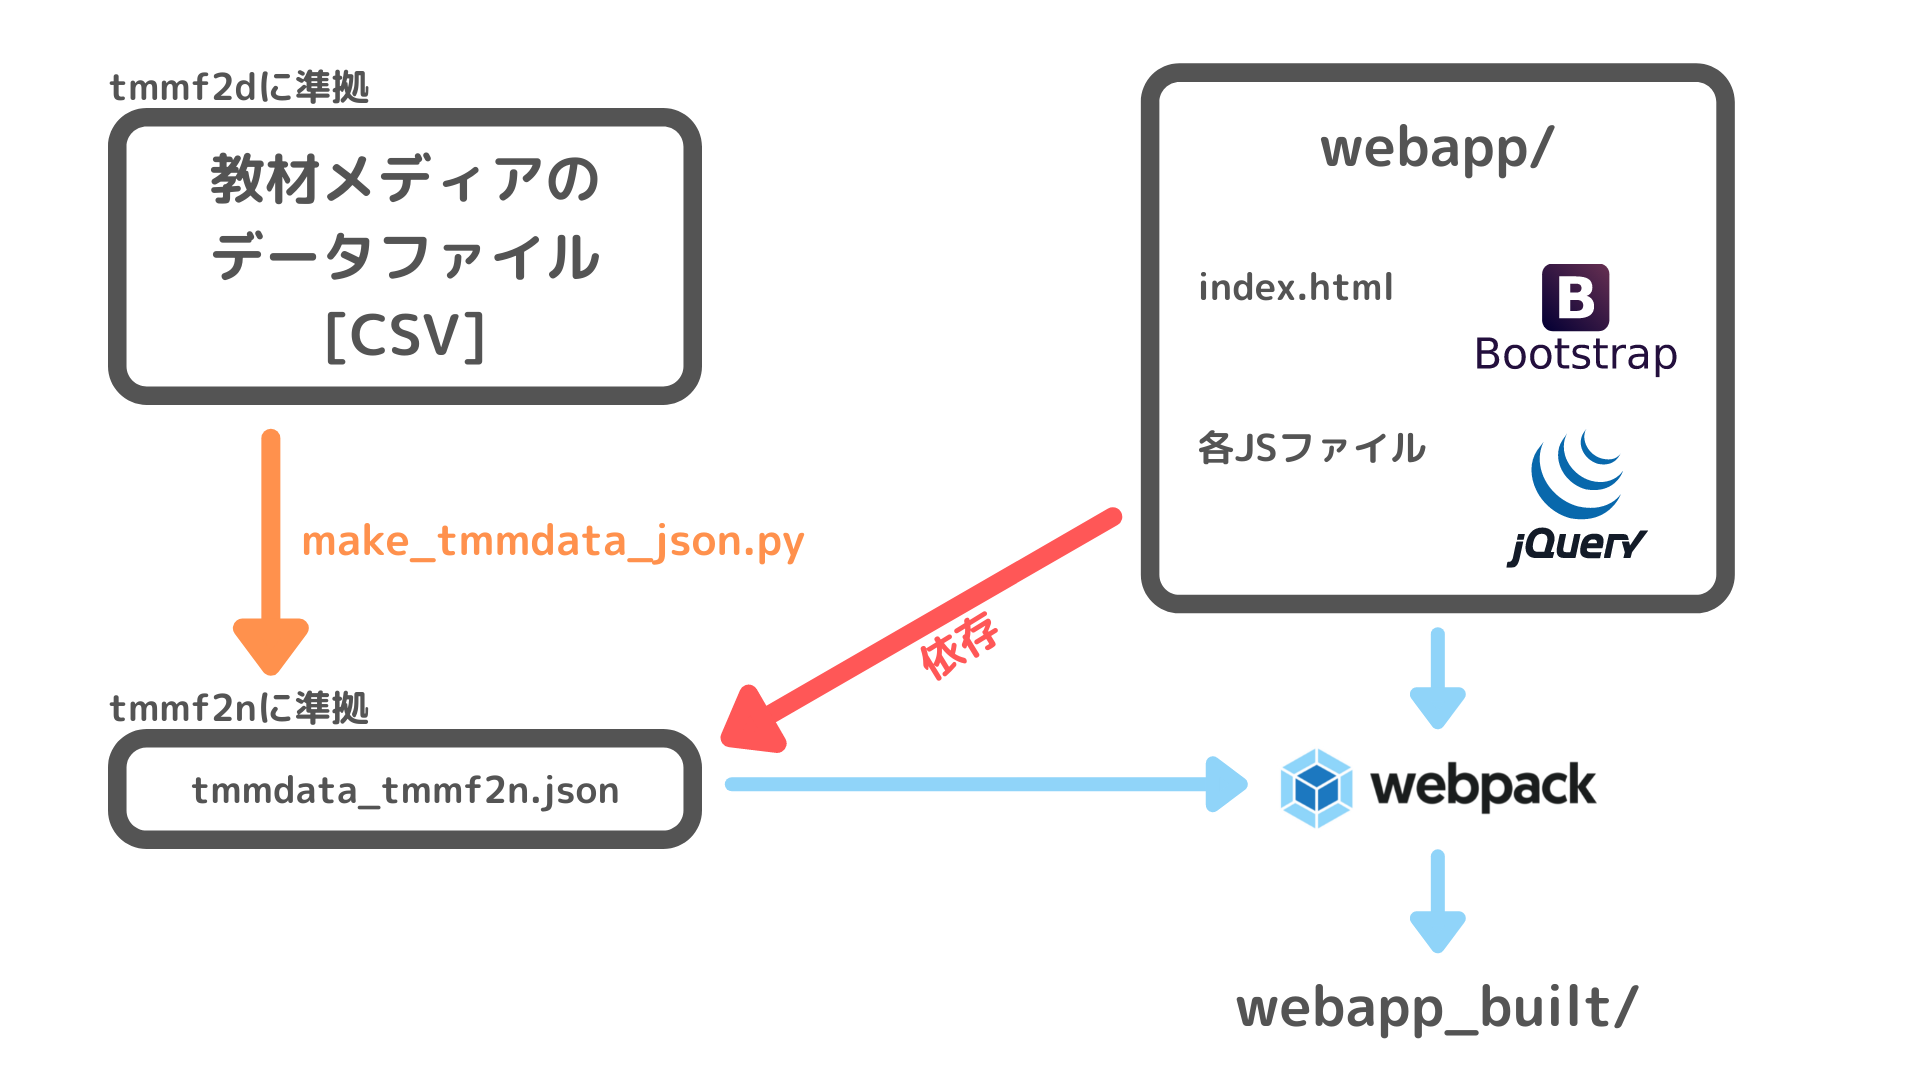 tmmf2dに準拠
教材メディアの
データファイル
[CSV]
make_tmmdata_json.py
tmmf2nに準拠
tmmdata_tmmf2n.json
依存
webapp/
index.html
B
Bootstrap
各JSファイル
jQuery
webpack
webapp_built/